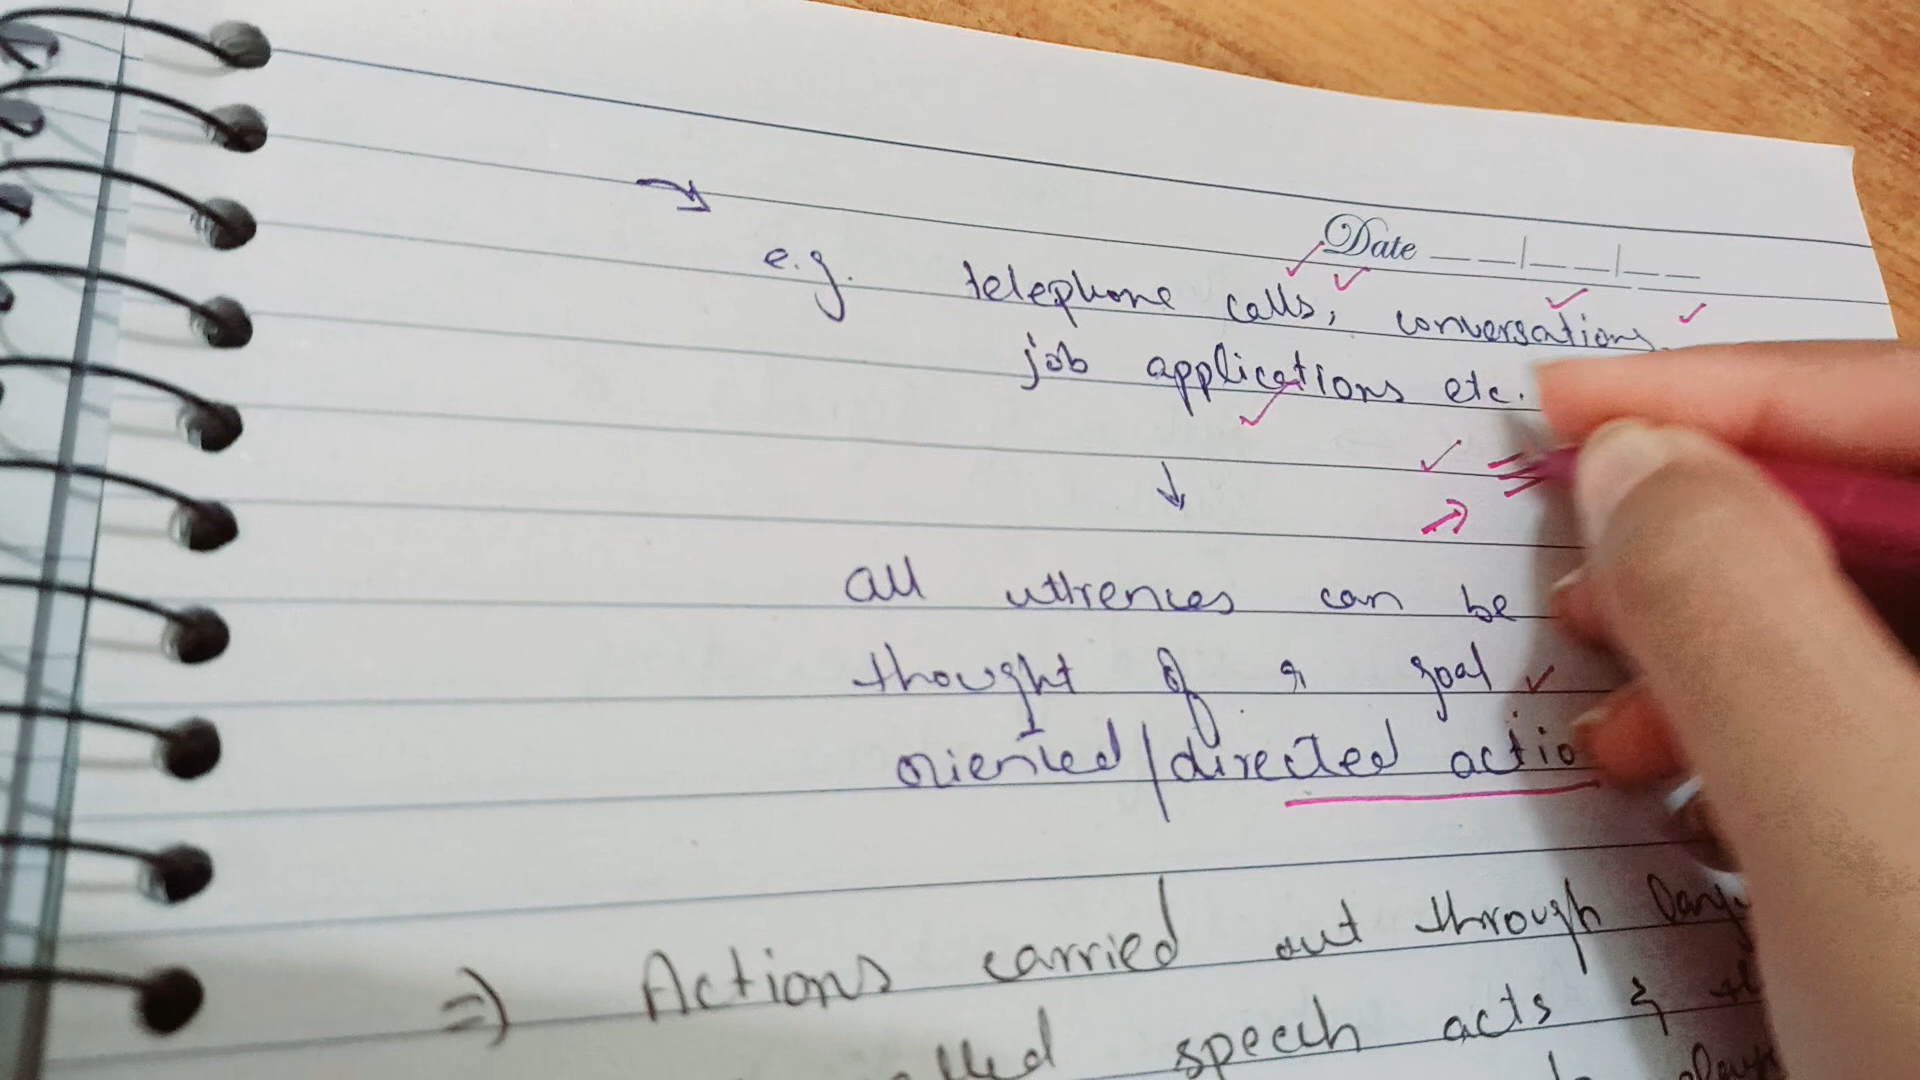 Date
e.g. telephone calls, conversations
job applications etc.
↓
all uttrences can be
thought of a goal
oriented/directed actio
⇒ Actions carried out through
speech acts &